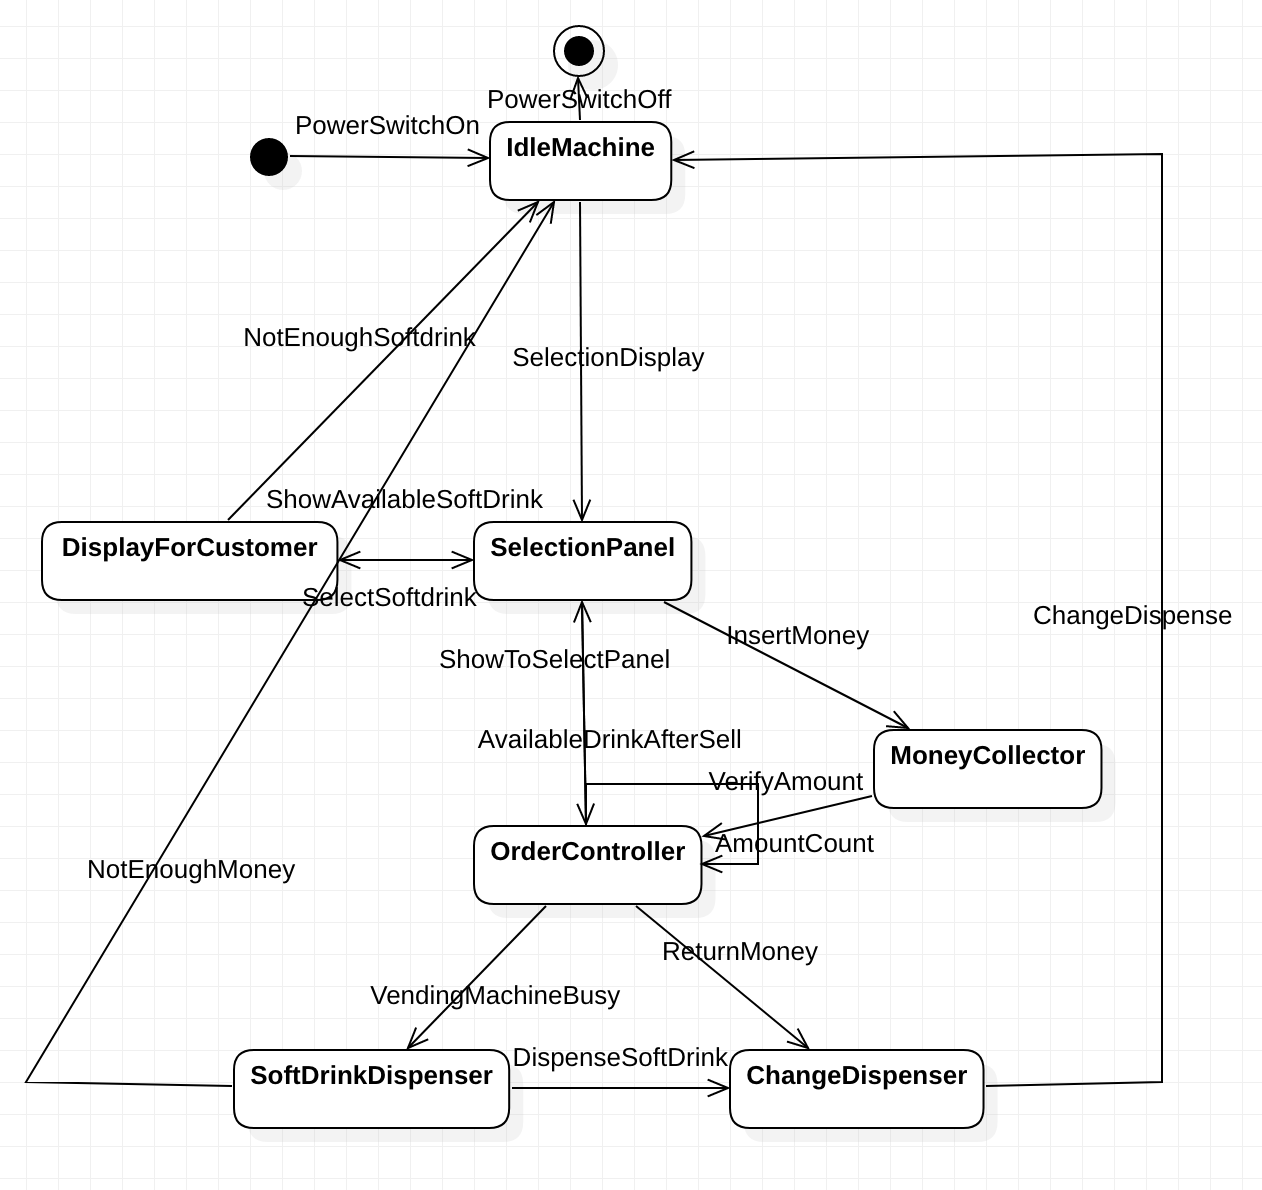 PowerSwitchOff
PowerSwitchOn
IdleMachine
NotEnoughSoftdrink
SelectionDisplay
ShowAvailableSoftDrink
DisplayForCustomer
SelectionPanel
SelectSoftdrink
ChangeDispense
InsertMoney
ShowToSelectPanel
AvailableDrinkAfterSell
MoneyCollector
VerifyAmount
AmountCount
OrderController
NotEnoughMoney
ReturnMoney
VendingMachineBusy
DispenseSoftDrink
SoftDrinkDispenser
ChangeDispenser